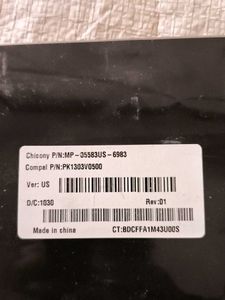 Chicony P/N:MP-05583US-6983
Compal P/N:PK1303V0500
Ver: US
D/C:1030 Rev:01
Made in china CT:BDCFFA1M43U00S